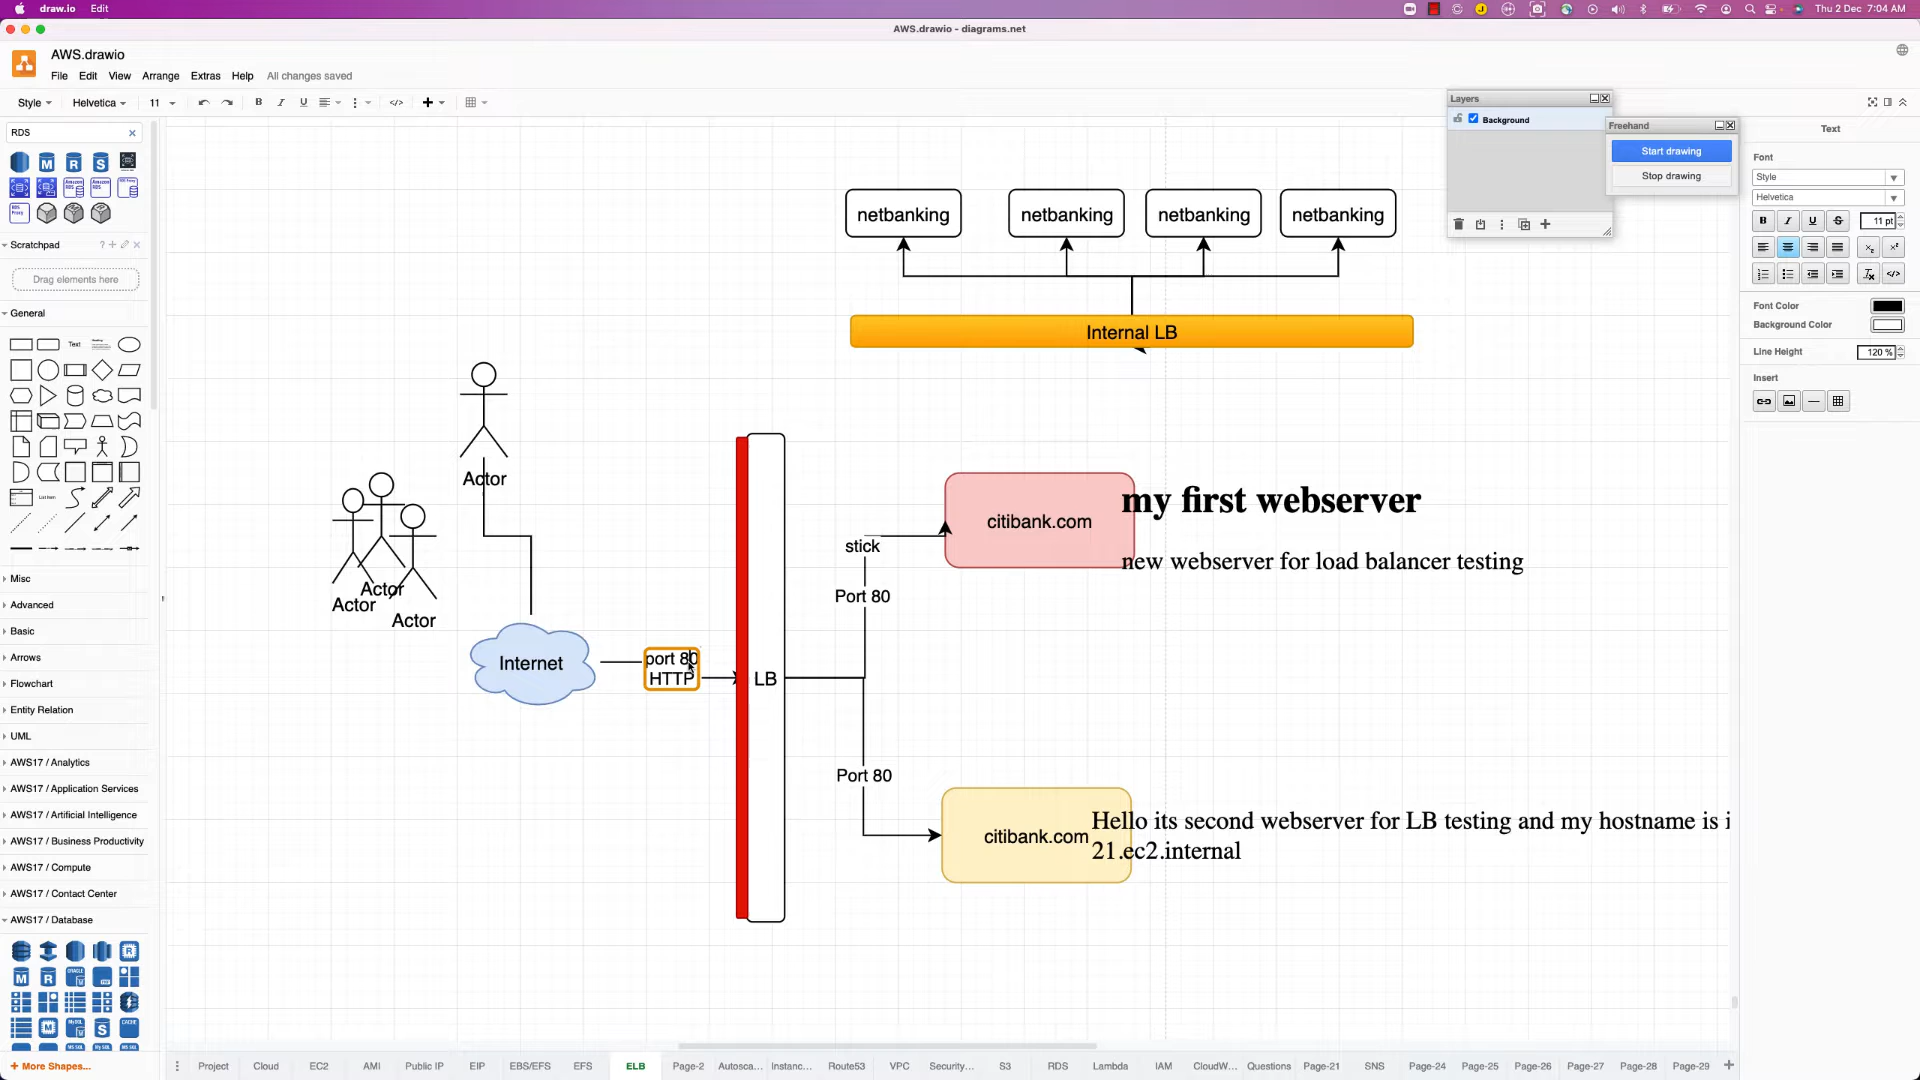 draw.io Edit
Thu 2 Dec 7:04 AM
AWS.drawio - diagrams.net
AWS.drawio
File Edit View Arrange Extras Help All changes saved
Style Helvetica 11
RDS
Scratchpad
Drag elements here
General
Text
Misc
Advanced
Basic
Arrows
Flowchart
Entity Relation
UML
AWS17 / Analytics
AWS17 / Application Services
AWS17 / Artificial Intelligence
AWS17 / Business Productivity
AWS17 / Compute
AWS17 / Contact Center
AWS17 / Database
+ More Shapes...
netbanking netbanking netbanking netbanking
Internal LB
Actor
Actor
Actor
Actor
Internet
port 80
HTTP
LB
stick
Port 80
Port 80
citibank.com
my first webserver
new webserver for load balancer testing
citibank.com
Hello its second webserver for LB testing and my hostname is i
21.ec2.internal
Layers
Background
Freehand
Start drawing
Stop drawing
Text
Font
Style
Helvetica
B I U S 11 pt
Font Color
Background Color
Line Height 120 %
Insert
Project Cloud EC2 AMI Public IP EIP EBS/EFS EFS ELB Page-2 Autosca... Instanc... Route53 VPC Security... S3 RDS Lambda IAM CloudW... Questions Page-21 SNS Page-24 Page-25 Page-26 Page-27 Page-28 Page-29